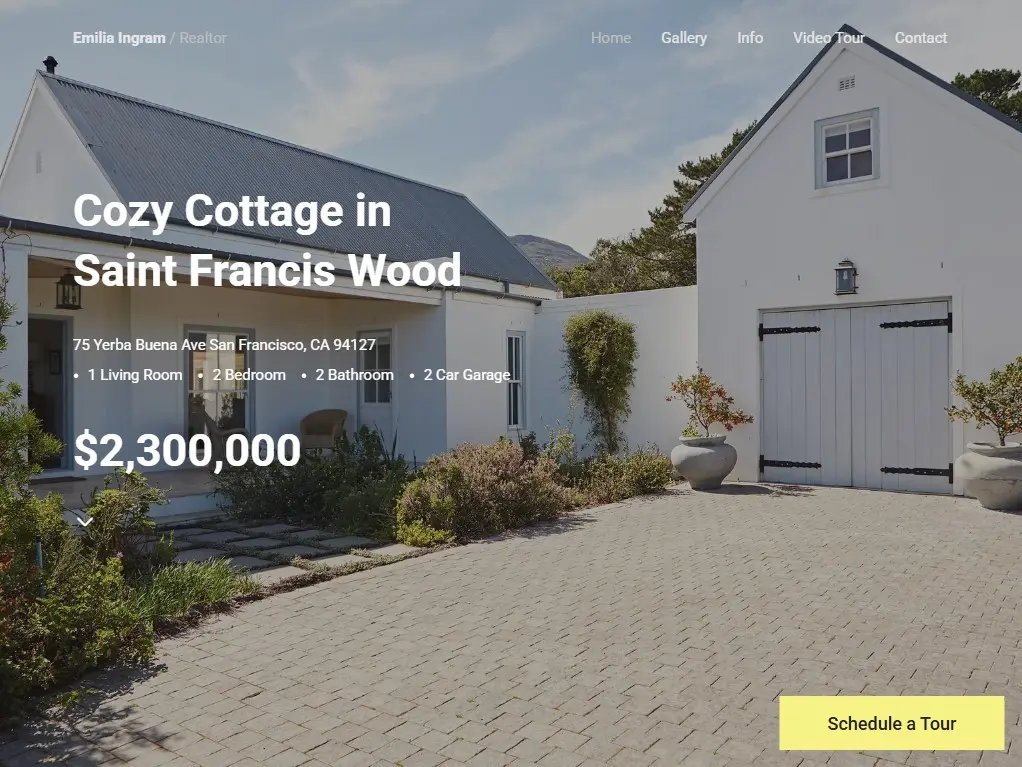 Emilia Ingram / Realtor
Home Gallery Info Video Tour Contact
Cozy Cottage in
Saint Francis Wood
75 Yerba Buena Ave San Francisco, CA 94127
• 1 Living Room • 2 Bedroom • 2 Bathroom • 2 Car Garage
$2,300,000
Schedule a Tour